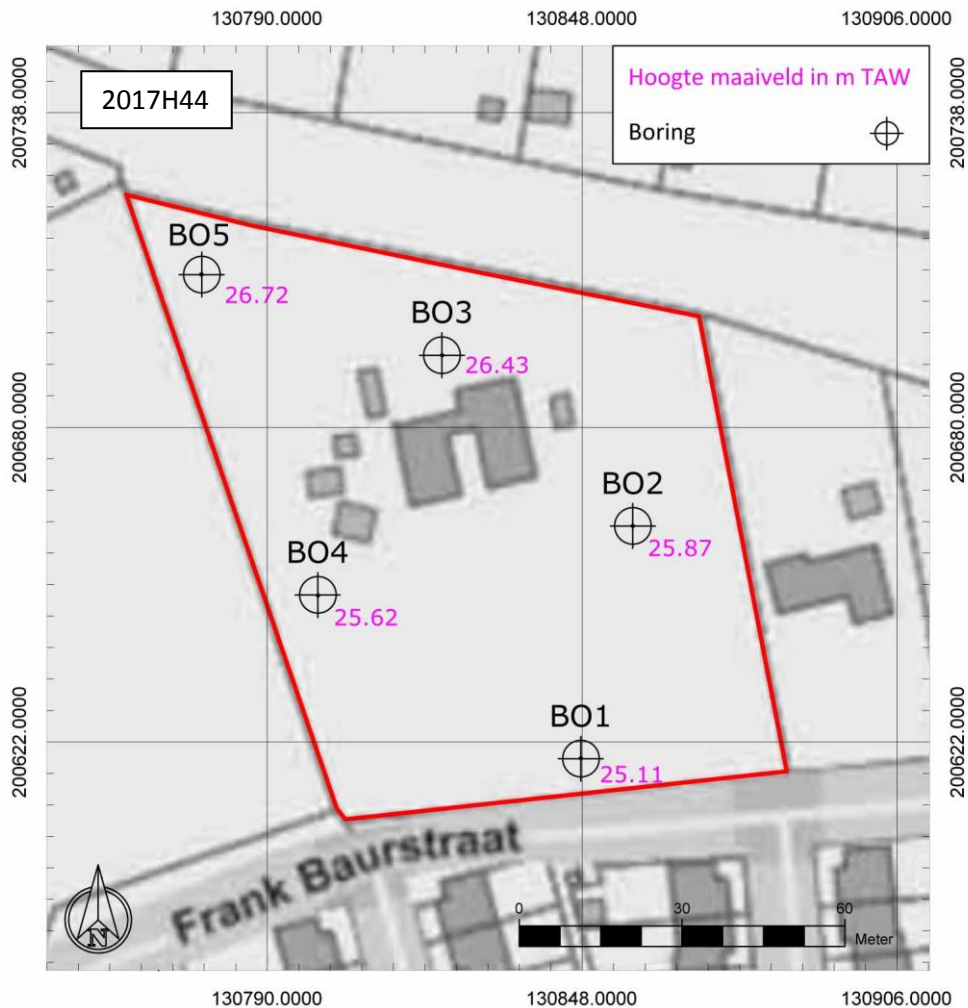 130790.0000 130848.0000 130906.0000
200738.0000
200738.0000
2017H44
Hoogte maaiveld in m TAW
Boring
BO5
26.72
BO3
26.43
200680.0000
200680.0000
BO2
25.87
BO4
25.62
200622.0000
200622.0000
BO1
25.11
Frank Baurstraat
N
0 30 60
Meter
130790.0000 130848.0000 130906.0000